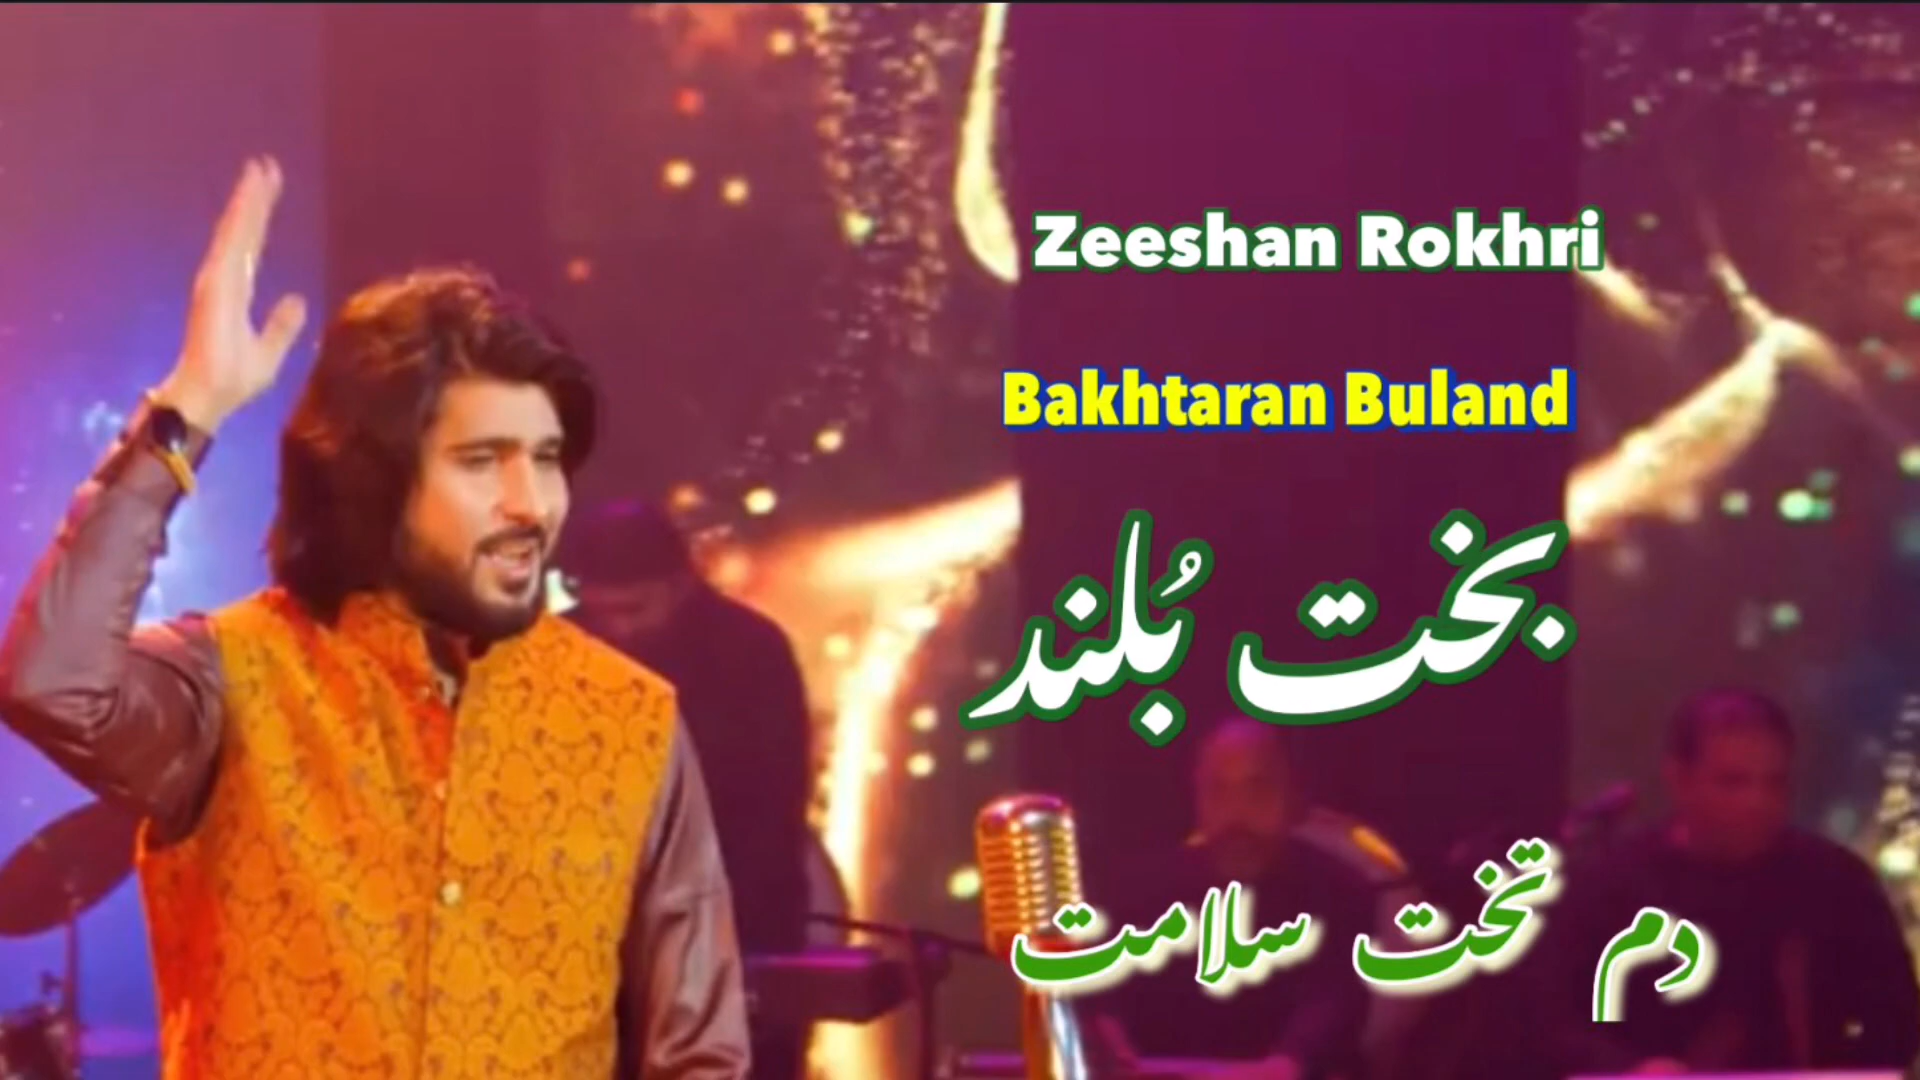 Zeeshan Rokhri
Bakhtaran Buland
بخت بُلند
دم تخت سلامت